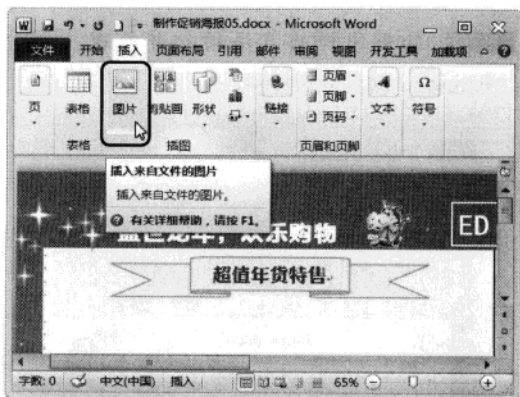 制作促销海报05.docx - Microsoft Word
文件 开始 插入 页面布局 引用 邮件 审阅 视图 开发工具 加载项
页 表格 图片 剪贴画 形状 链接 页眉 页脚 页码 文本 Ω 符号
表格 插图 页眉和页脚
插入来自文件的图片
插入来自文件的图片。
有关详细帮助，请按 F1。
欢乐购物
ED
超值年货特售
字数: 0 中文(中国) 插入 65%